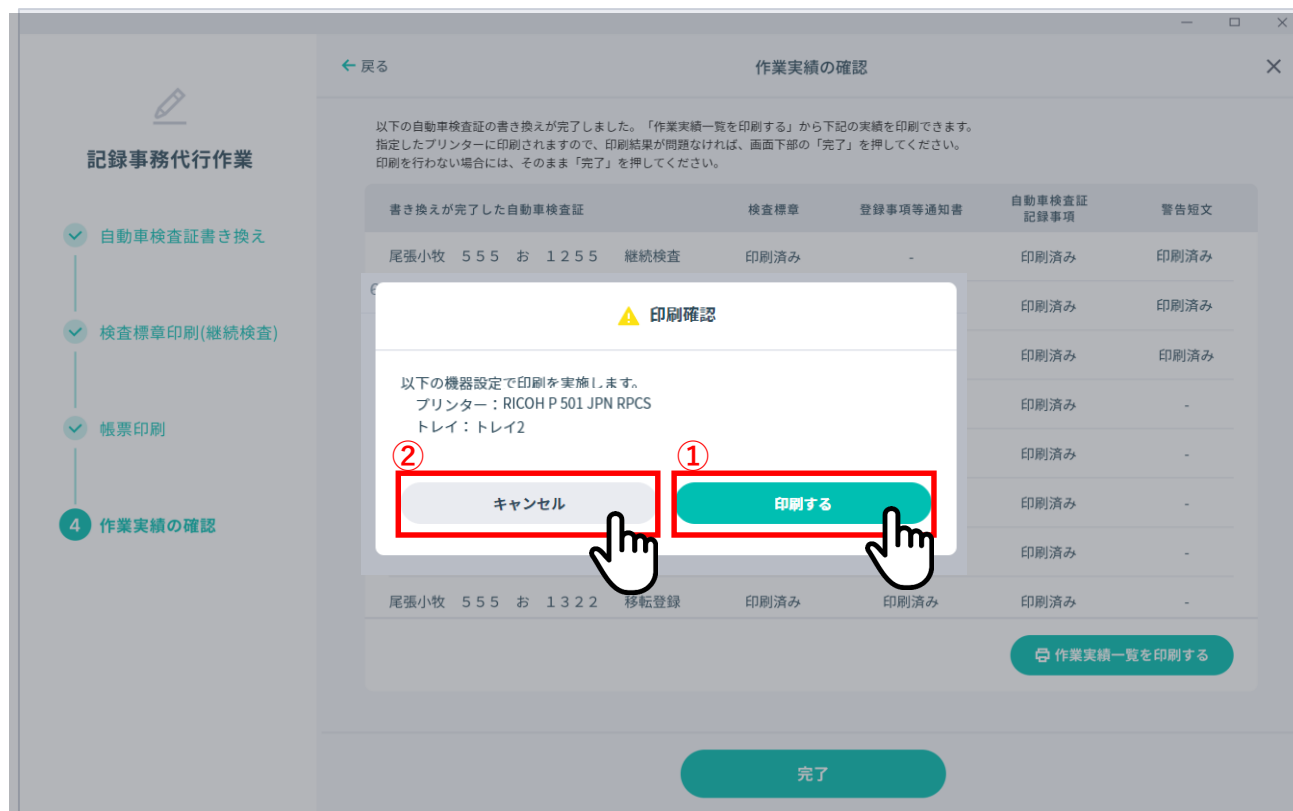 ← 戻る
作業実績の確認
記録事務代行作業
自動車検査証書き換え
検査標章印刷(継続検査)
帳票印刷
4 作業実績の確認
以下の自動車検査証の書き換えが完了しました。「作業実績一覧を印刷する」から下記の実績を印刷できます。
指定したプリンターに印刷されますので、印刷結果が問題なければ、画面下部の「完了」を押してください。
印刷を行わない場合には、そのまま「完了」を押してください。
書き換えが完了した自動車検査証 検査標章 登録事項等通知書 自動車検査証 記録事項 警告短文
尾張小牧 555 お 1255 継続検査 印刷済み - 印刷済み 印刷済み
印刷済み 印刷済み
印刷済み 印刷済み
印刷済み -
印刷済み -
印刷済み -
印刷済み -
尾張小牧 555 お 1322 移転登録 印刷済み 印刷済み 印刷済み -
印刷確認
以下の機器設定で印刷を実施します。
プリンター:RICOH P 501 JPN RPCS
トレイ:トレイ2
② ①
キャンセル 印刷する
作業実績一覧を印刷する
完了